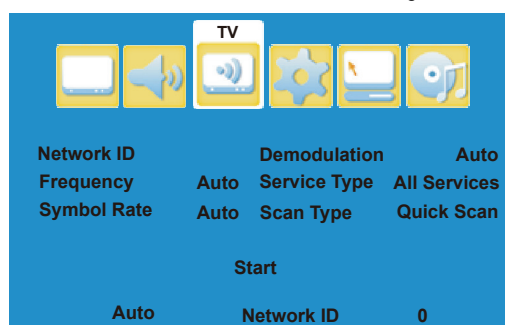 TV
Network ID Demodulation Auto
Frequency Auto Service Type All Services
Symbol Rate Auto Scan Type Quick Scan
Start
Auto Network ID 0